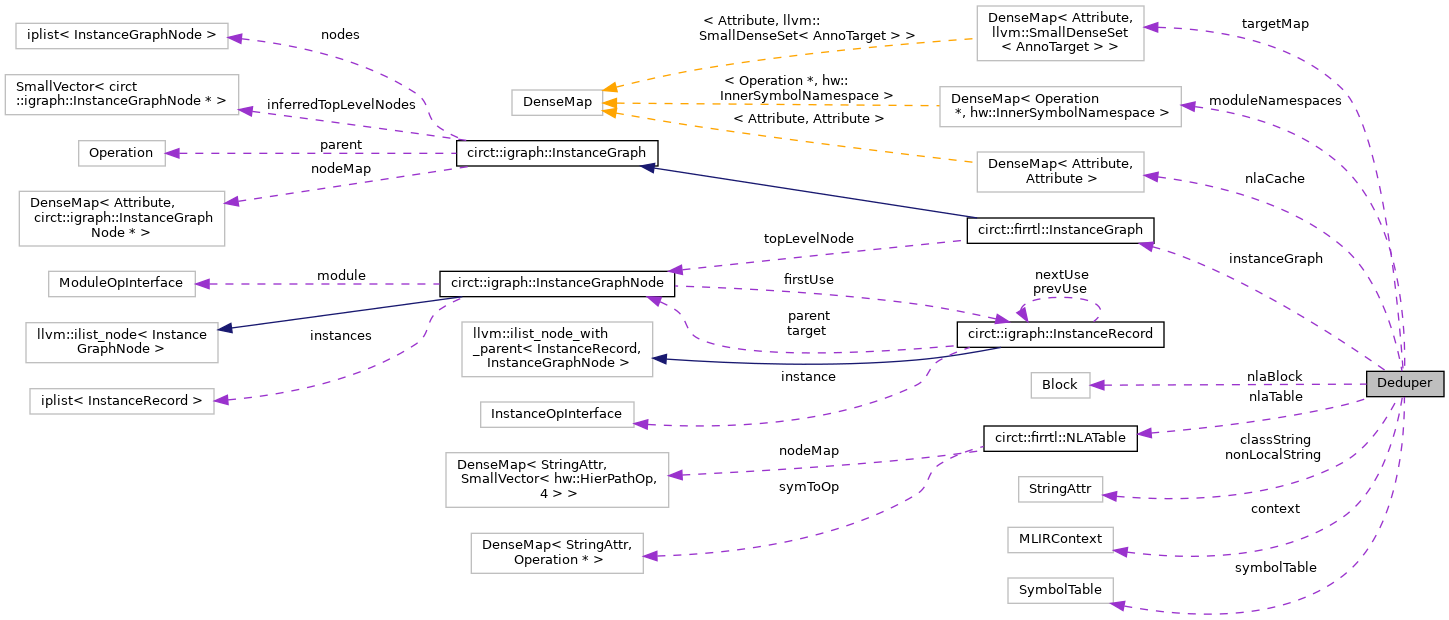 iplist< InstanceGraphNode >
SmallVector< circt
::igraph::InstanceGraphNode * >
Operation
DenseMap< Attribute,
circt::igraph::InstanceGraph
Node * >
ModuleOpInterface
llvm::ilist_node< Instance
GraphNode >
iplist< InstanceRecord >
nodes
inferredTopLevelNodes
parent
nodeMap
module
instances
circt::igraph::InstanceGraph
circt::igraph::InstanceGraphNode
llvm::ilist_node_with
_parent< InstanceRecord,
InstanceGraphNode >
InstanceOpInterface
DenseMap< StringAttr,
SmallVector< hw::HierPathOp,
4 > >
DenseMap< StringAttr,
Operation * >
DenseMap
< Attribute, llvm::
SmallDenseSet< AnnoTarget > >
< Operation *, hw::
InnerSymbolNamespace >
< Attribute, Attribute >
topLevelNode
firstUse
parent
target
instance
nodeMap
symToOp
DenseMap< Attribute,
llvm::SmallDenseSet
< AnnoTarget > >
DenseMap< Operation
*, hw::InnerSymbolNamespace >
DenseMap< Attribute,
Attribute >
circt::firrtl::InstanceGraph
nextUse
prevUse
circt::igraph::InstanceRecord
Block
circt::firrtl::NLATable
StringAttr
MLIRContext
SymbolTable
targetMap
moduleNamespaces
nlaCache
instanceGraph
nlaBlock
nlaTable
classString
nonLocalString
context
symbolTable
Deduper